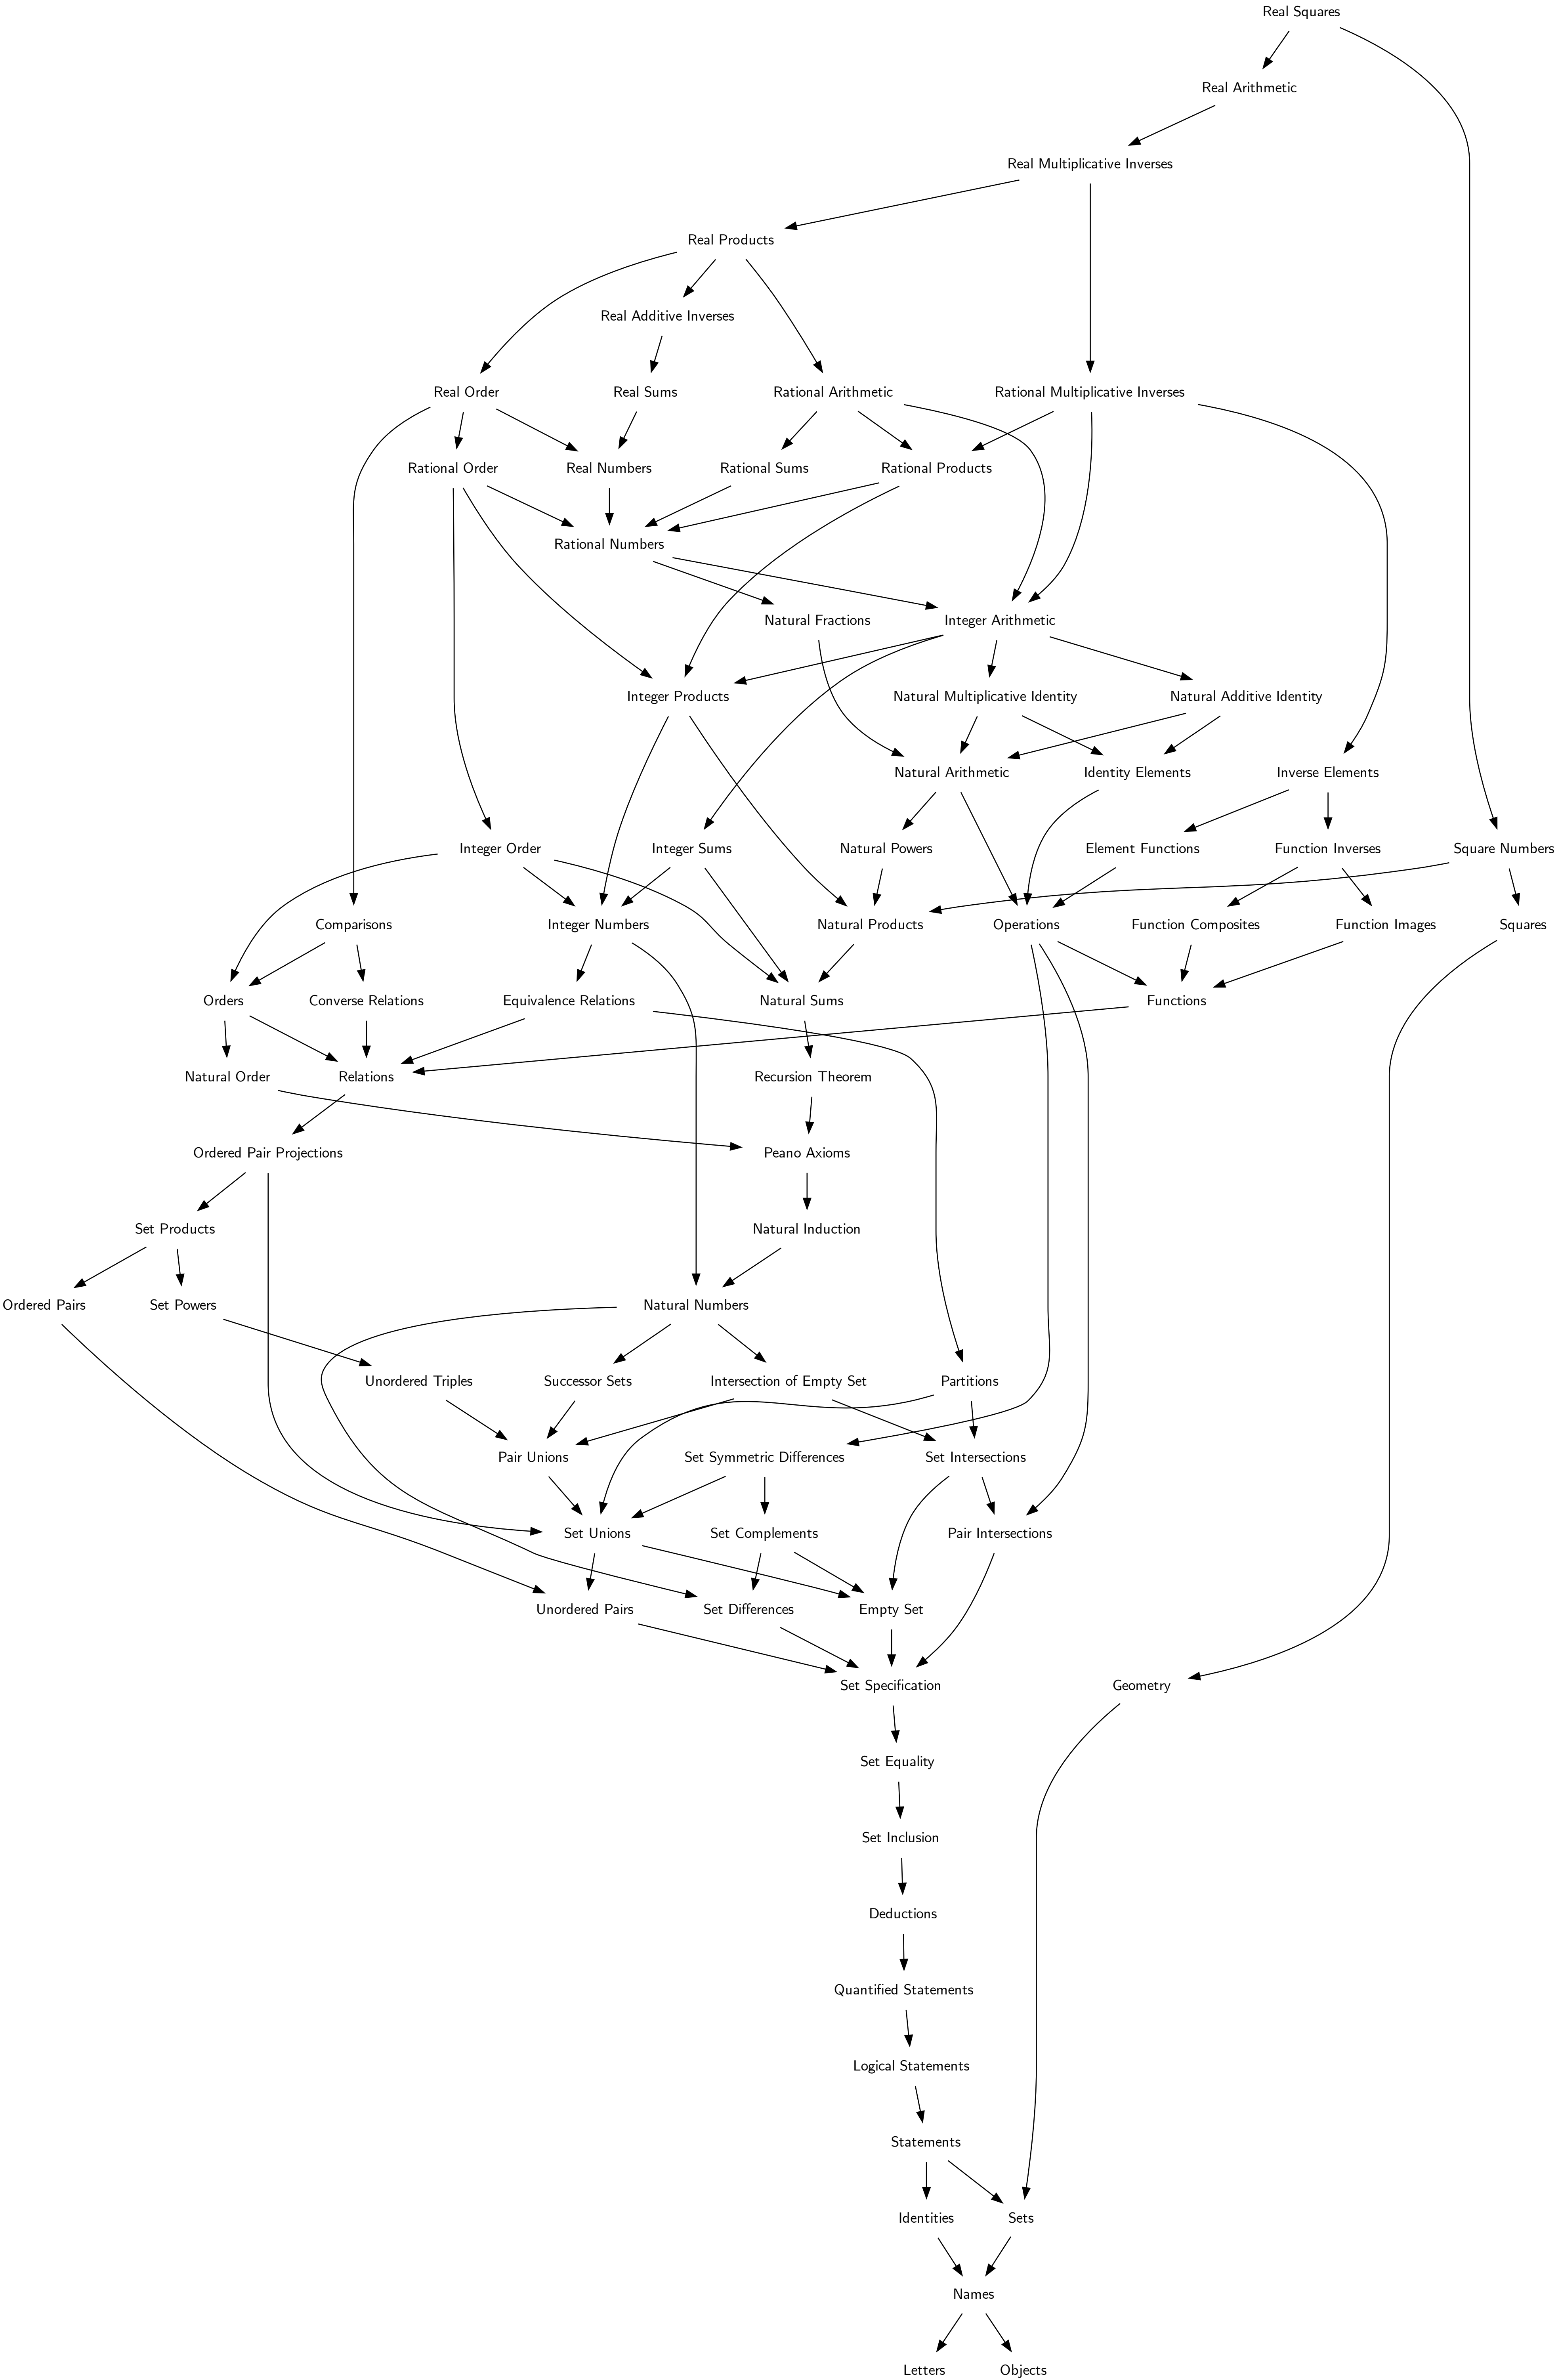 Real Squares
Real Arithmetic
Real Multiplicative Inverses
Real Products
Real Additive Inverses
Real Order
Real Sums
Rational Arithmetic
Rational Multiplicative Inverses
Rational Order
Real Numbers
Rational Sums
Rational Products
Rational Numbers
Natural Fractions
Integer Arithmetic
Integer Products
Natural Multiplicative Identity
Natural Additive Identity
Natural Arithmetic
Identity Elements
Inverse Elements
Integer Order
Integer Sums
Natural Powers
Element Functions
Function Inverses
Square Numbers
Comparisons
Integer Numbers
Natural Products
Operations
Function Composites
Function Images
Squares
Orders
Converse Relations
Equivalence Relations
Natural Sums
Functions
Natural Order
Relations
Recursion Theorem
Ordered Pair Projections
Peano Axioms
Set Products
Natural Induction
Ordered Pairs
Set Powers
Natural Numbers
Unordered Triples
Successor Sets
Intersection of Empty Set
Partitions
Pair Unions
Set Symmetric Differences
Set Intersections
Set Unions
Set Complements
Pair Intersections
Unordered Pairs
Set Differences
Empty Set
Set Specification
Geometry
Set Equality
Set Inclusion
Deductions
Quantified Statements
Logical Statements
Statements
Identities
Sets
Names
Letters
Objects